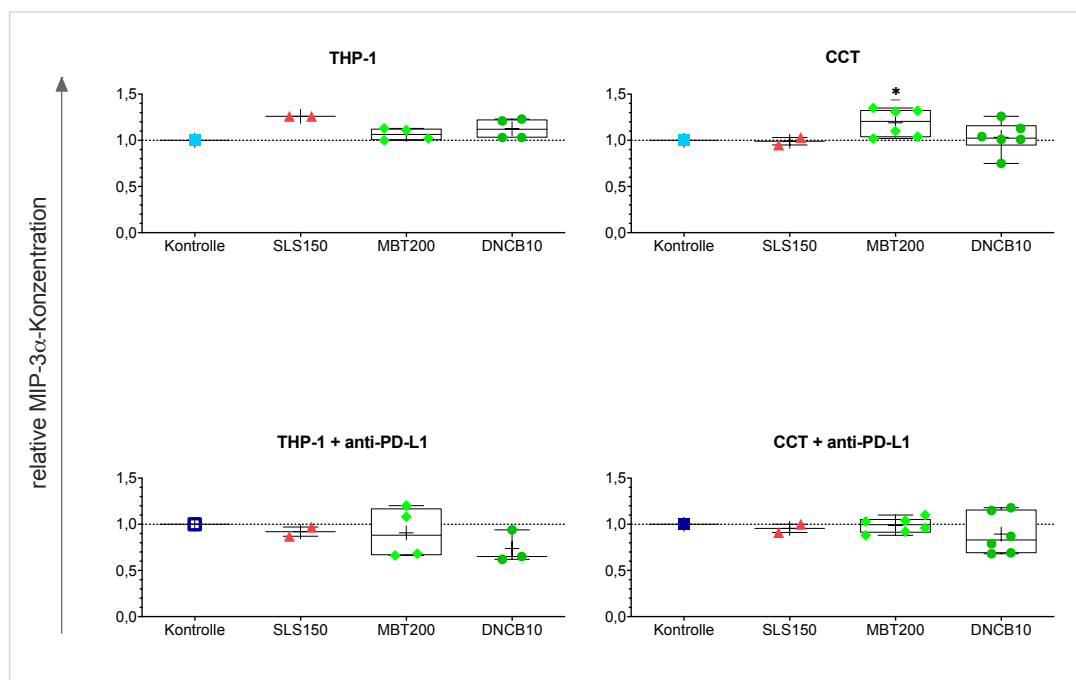 relative MIP-3α-Konzentration
THP-1
1,5
1,0
0,5
0,0
Kontrolle SLS150 MBT200 DNCB10
CCT
*
1,5
1,0
0,5
0,0
Kontrolle SLS150 MBT200 DNCB10
THP-1 + anti-PD-L1
1,5
1,0
0,5
0,0
Kontrolle SLS150 MBT200 DNCB10
CCT + anti-PD-L1
1,5
1,0
0,5
0,0
Kontrolle SLS150 MBT200 DNCB10